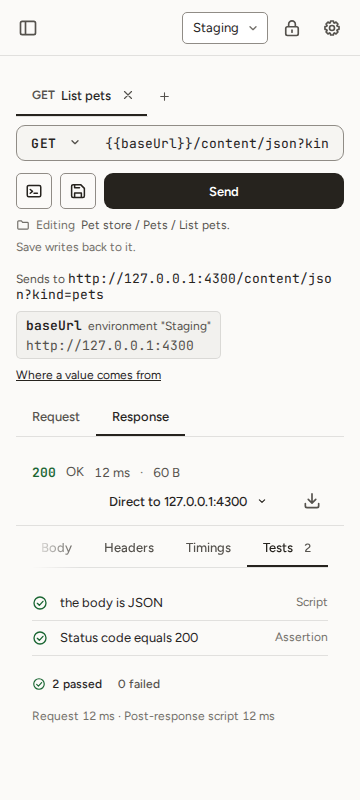 Staging
GET List pets
GET {{baseUrl}}/content/json?kin
Send
Editing Pet store / Pets / List pets.
Save writes back to it.
Sends to http://127.0.0.1:4300/content/jso
n?kind=pets
baseUrl environment "Staging"
http://127.0.0.1:4300
Where a value comes from
Request Response
200 OK 12 ms · 60 B
Direct to 127.0.0.1:4300
Body Headers Timings Tests 2
the body is JSON Script
Status code equals 200 Assertion
2 passed 0 failed
Request 12 ms · Post-response script 12 ms